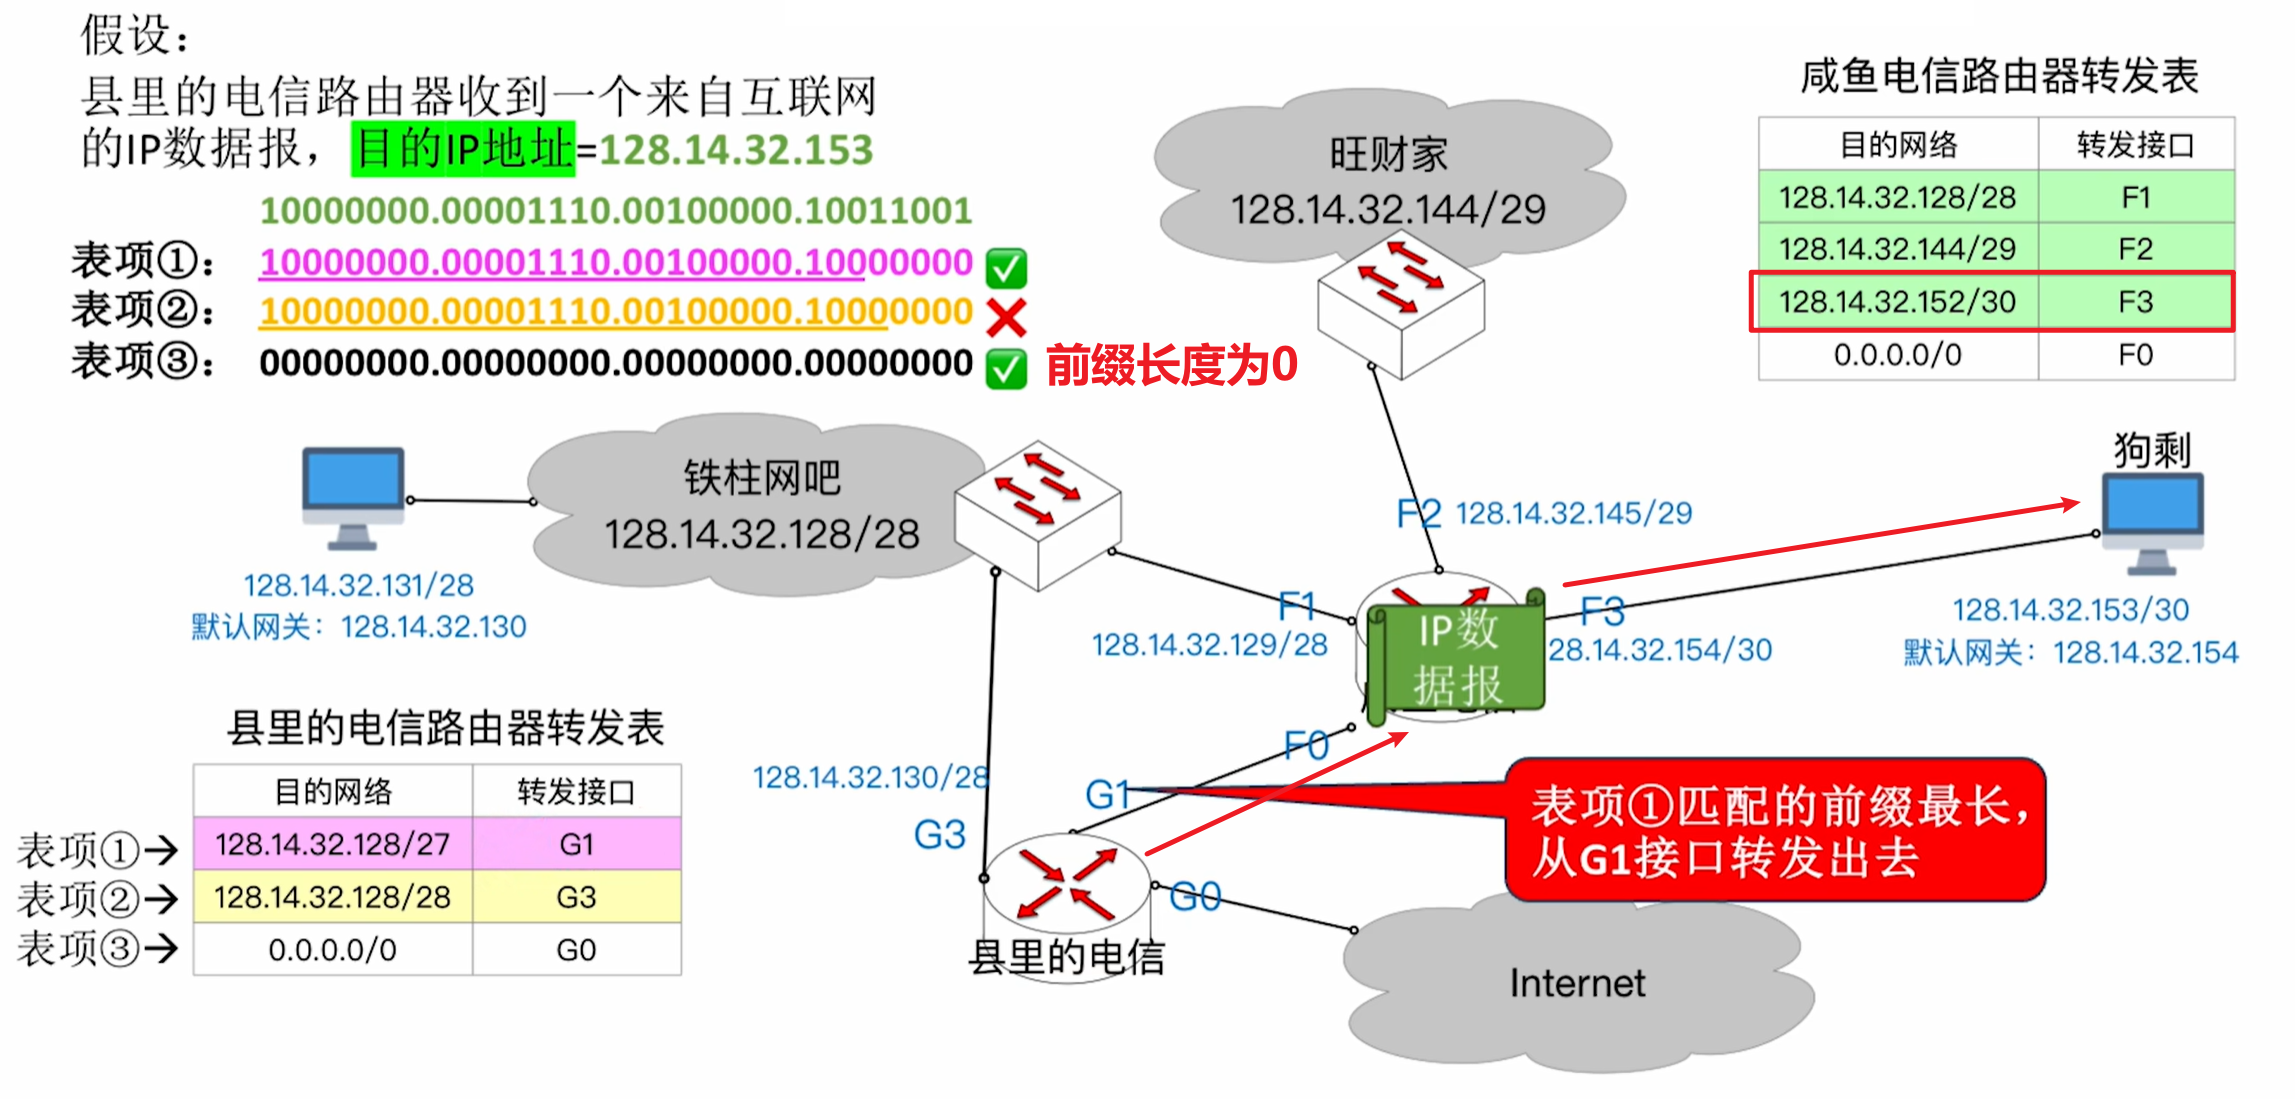 假设：
县里的电信路由器收到一个来自互联网
的IP数据报，目的IP地址=128.14.32.153
10000000.00001110.00100000.10011001
表项①： 10000000.00001110.00100000.10000000
表项②： 10000000.00001110.00100000.10000000
表项③： 00000000.00000000.00000000.00000000
前缀长度为0
旺财家
128.14.32.144/29
咸鱼电信路由器转发表
目的网络 转发接口
128.14.32.128/28 F1
128.14.32.144/29 F2
128.14.32.152/30 F3
0.0.0.0/0 F0
铁柱网吧
128.14.32.128/28
128.14.32.131/28
默认网关：128.14.32.130
F2 128.14.32.145/29
狗剩
F1
128.14.32.129/28
IP数
据报
F3
28.14.32.154/30
128.14.32.153/30
默认网关：128.14.32.154
县里的电信路由器转发表
目的网络 转发接口
表项①→ 128.14.32.128/27 G1
表项②→ 128.14.32.128/28 G3
表项③→ 0.0.0.0/0 G0
128.14.32.130/28
F0
G1
G3
G0
县里的电信
表项①匹配的前缀最长，
从G1接口转发出去
Internet